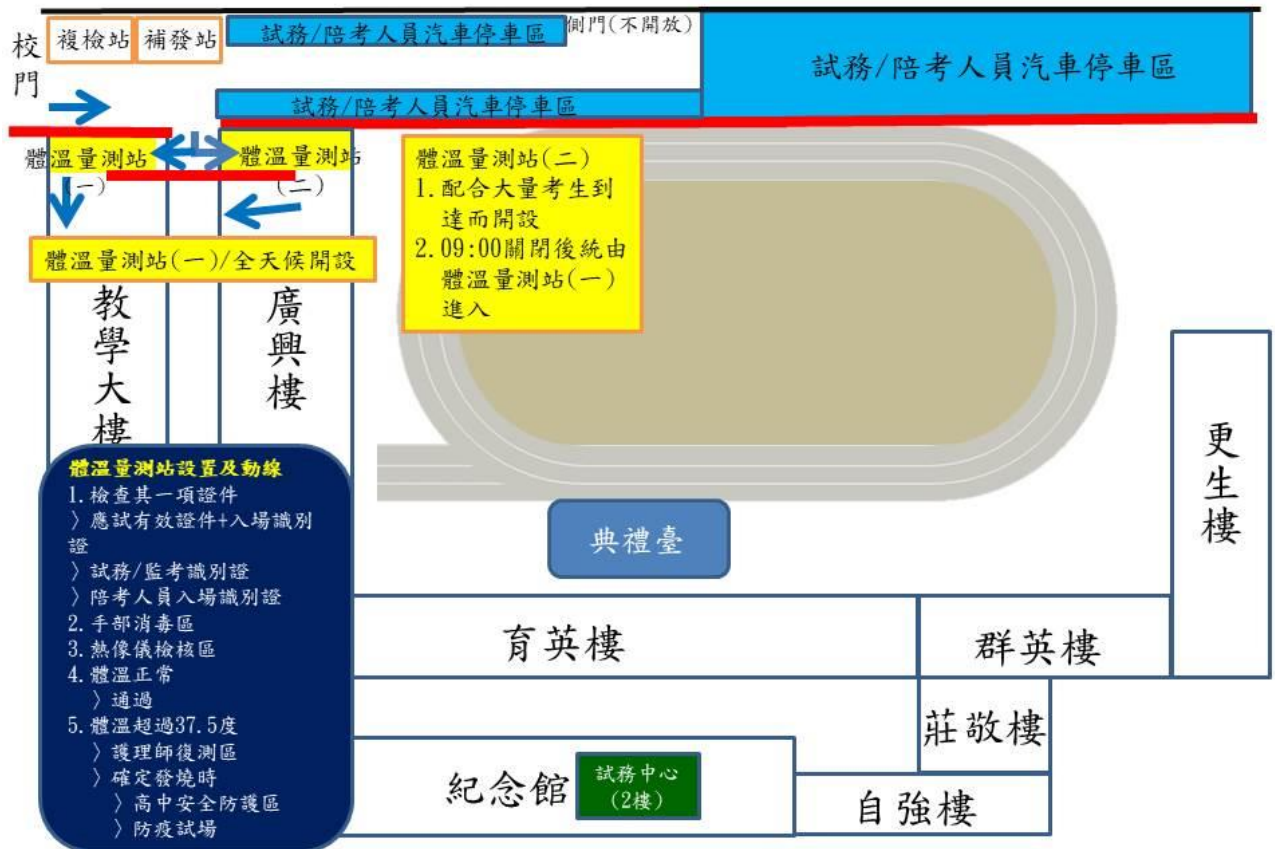 校
門
複檢站
補發站
試務/陪考人員汽車停車區
側門(不開放)
試務/陪考人員汽車停車區
試務/陪考人員汽車停車區
體溫量測站
(一)
體溫量測站
(二)
體溫量測站(二)
1.配合大量考生到
達而開設
2.09:00關閉後統由
體溫量測站(一)
進入
體溫量測站(一)/全天候開設
教
學
大
樓
廣
興
樓
更
生
樓
體溫量測站設置及動線
1.檢查其一項證件
〉應試有效證件+入場識別
證
〉試務/監考識別證
〉陪考人員入場識別證
2.手部消毒區
3.熱像儀檢核區
4.體溫正常
〉通過
5.體溫超過37.5度
〉護理師復測區
〉確定發燒時
〉高中安全防護區
〉防疫試場
典禮臺
育英樓
群英樓
莊敬樓
紀念館
試務中心
(2樓)
自強樓